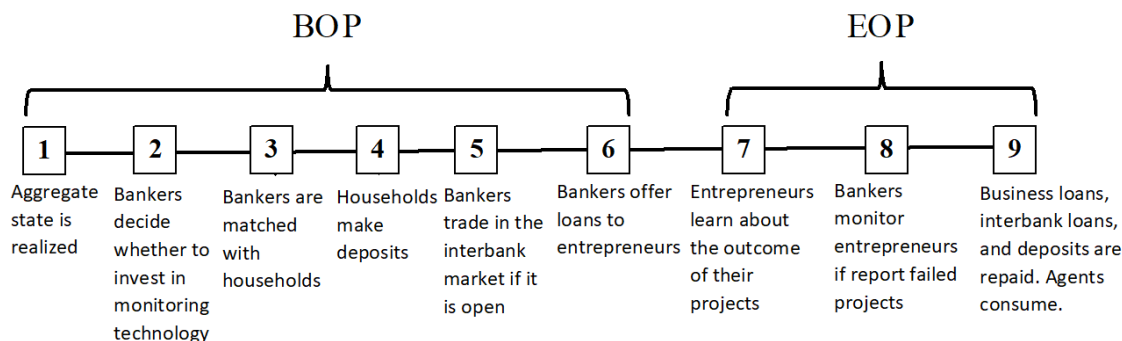 BOP
EOP
1
2
3
4
5
6
7
8
9
Aggregate
state is
realized
Bankers
decide
whether to
invest in
monitoring
technology
Bankers are
matched
with
households
Households
make
deposits
Bankers
trade in the
interbank
market if it
is open
Bankers offer
loans to
entrepreneurs
Entrepreneurs
learn about
the outcome
of their
projects
Bankers
monitor
entrepreneurs
if report failed
projects
Business loans,
interbank loans,
and deposits are
repaid. Agents
consume.